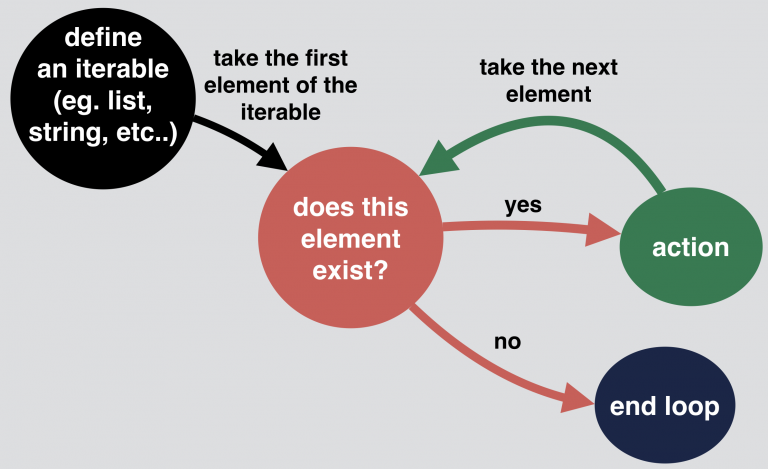 define
an iterable
(eg. list,
string, etc..)
take the first
element of the
iterable
take the next
element
does this
element
exist?
yes
action
no
end loop